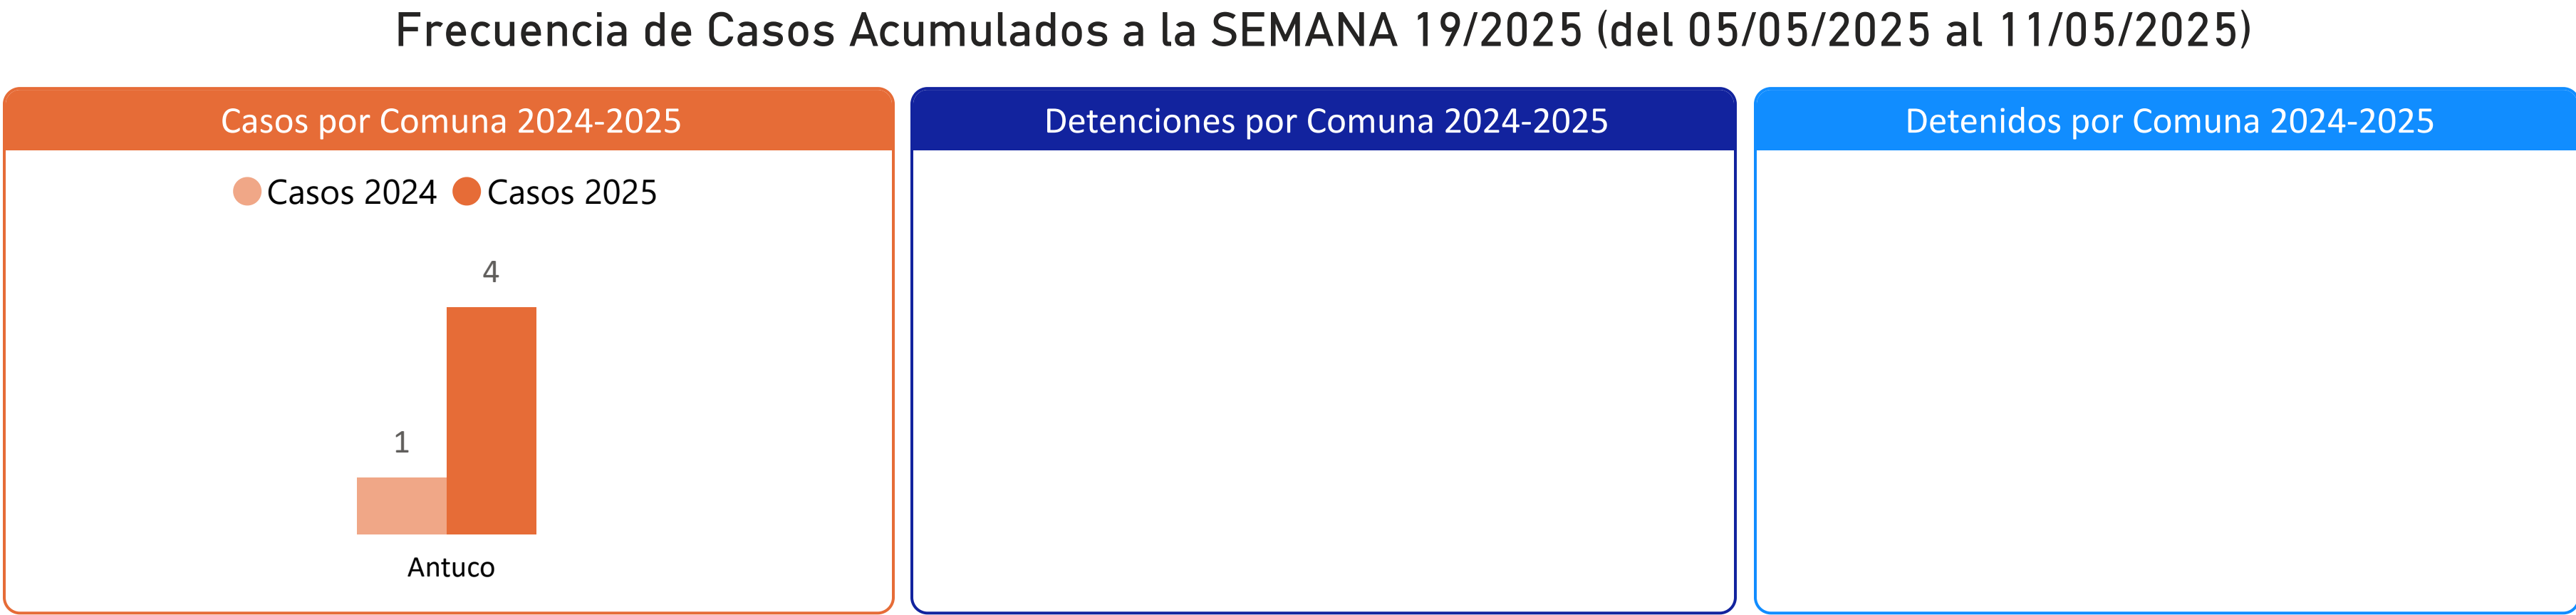 Frecuencia de Casos Acumulados a la SEMANA 19/2025 (del 05/05/2025 al 11/05/2025)
Casos por Comuna 2024-2025
Casos 2024 Casos 2025
4
1
Antuco
Detenciones por Comuna 2024-2025
Detenidos por Comuna 2024-2025